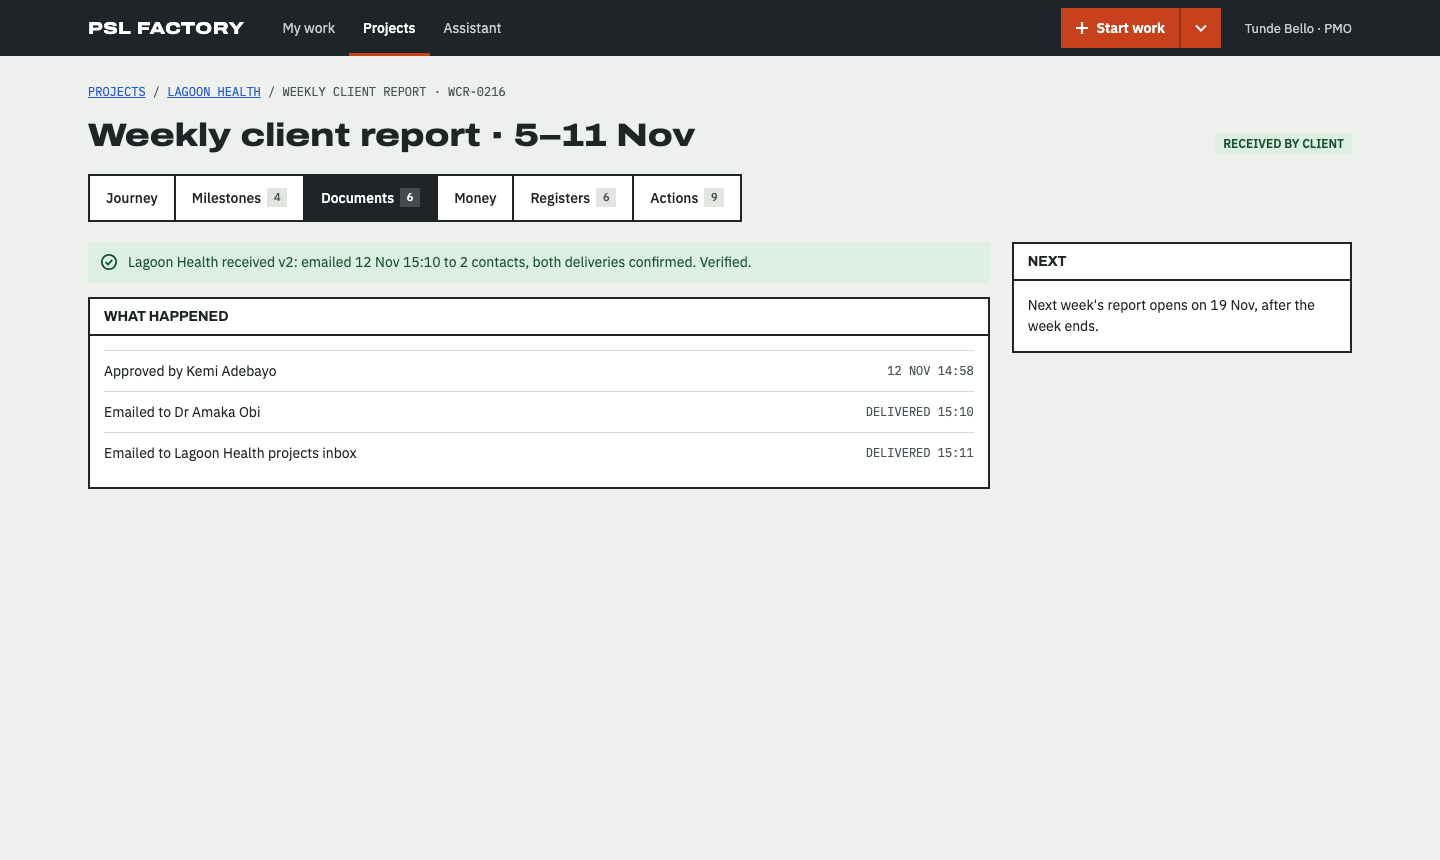 PSL FACTORY
My work
Projects
Assistant
Start work
Tunde Bello · PMO
PROJECTS / LAGOON HEALTH / WEEKLY CLIENT REPORT · WCR-0216
Weekly client report · 5–11 Nov
RECEIVED BY CLIENT
Journey
Milestones 4
Documents 6
Money
Registers 6
Actions 9
Lagoon Health received v2: emailed 12 Nov 15:10 to 2 contacts, both deliveries confirmed. Verified.
WHAT HAPPENED
Approved by Kemi Adebayo 12 NOV 14:58
Emailed to Dr Amaka Obi DELIVERED 15:10
Emailed to Lagoon Health projects inbox DELIVERED 15:11
NEXT
Next week's report opens on 19 Nov, after the
week ends.